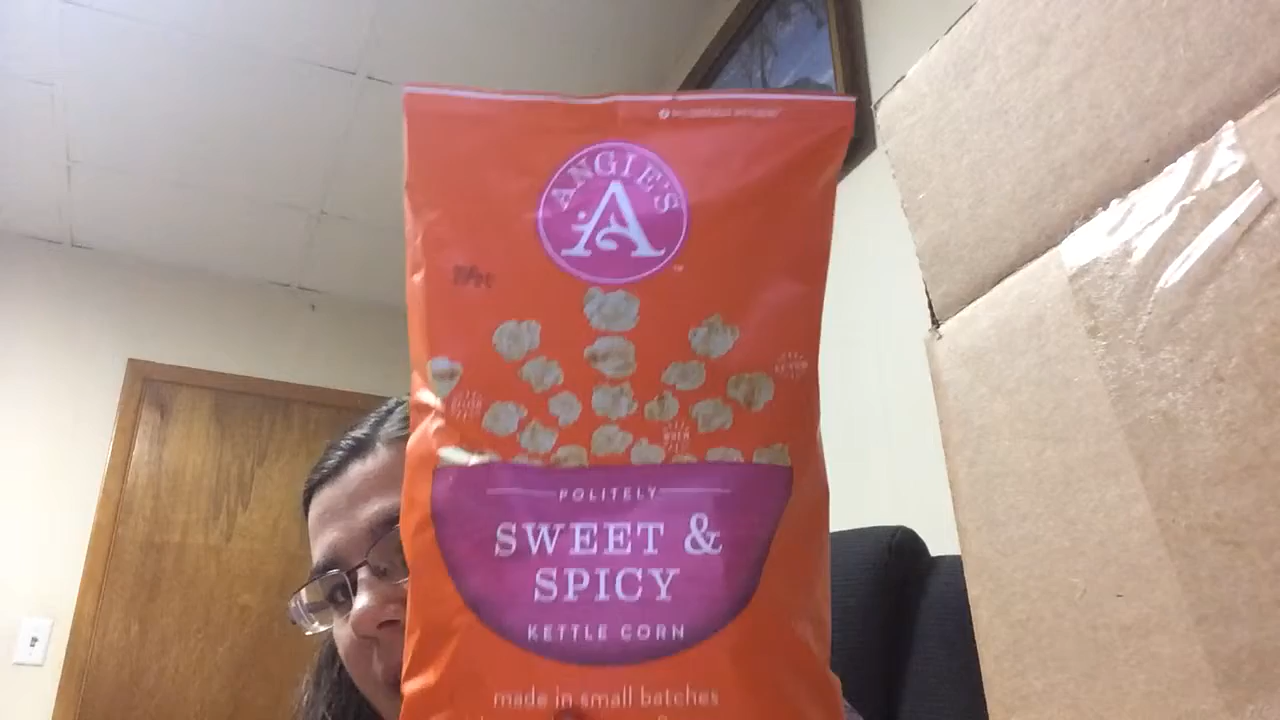 ANGIE'S
A
POLITELY
SWEET &
SPICY
KETTLE CORN
made in small batches